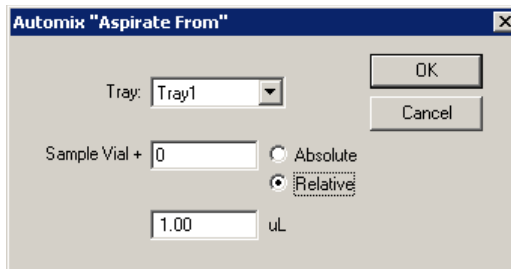 Automix "Aspirate From"
OK
Tray: Tray1
Cancel
Sample Vial + 0 Absolute
Relative
1.00 uL